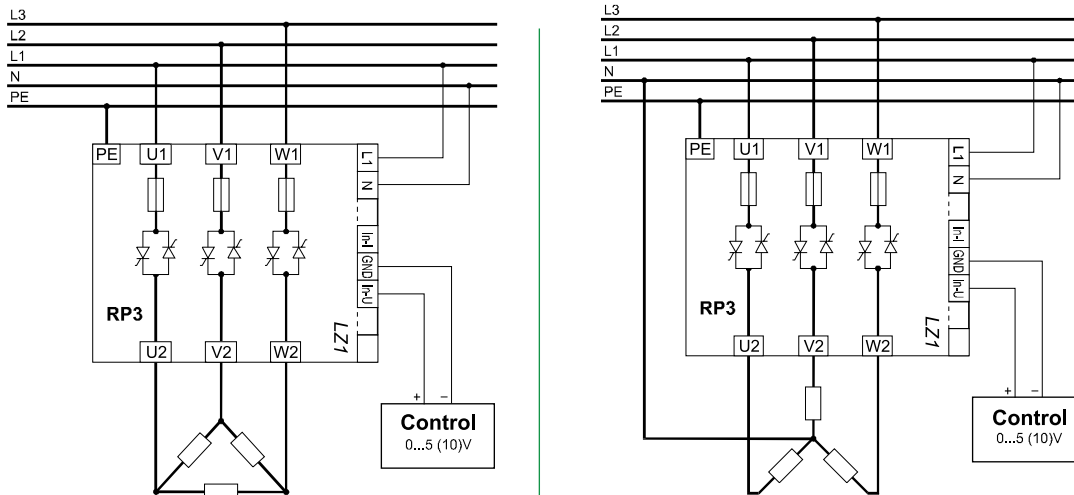 L3
L2
L1
N
PE
PE U1 V1 W1
L1
N
In-I
GND
In-U
RP3
LZ1
U2 V2 W2
+ –
Control
0...5 (10)V
L3
L2
L1
N
PE
PE U1 V1 W1
L1
N
In-I
GND
In-U
RP3
LZ1
U2 V2 W2
+ –
Control
0...5 (10)V